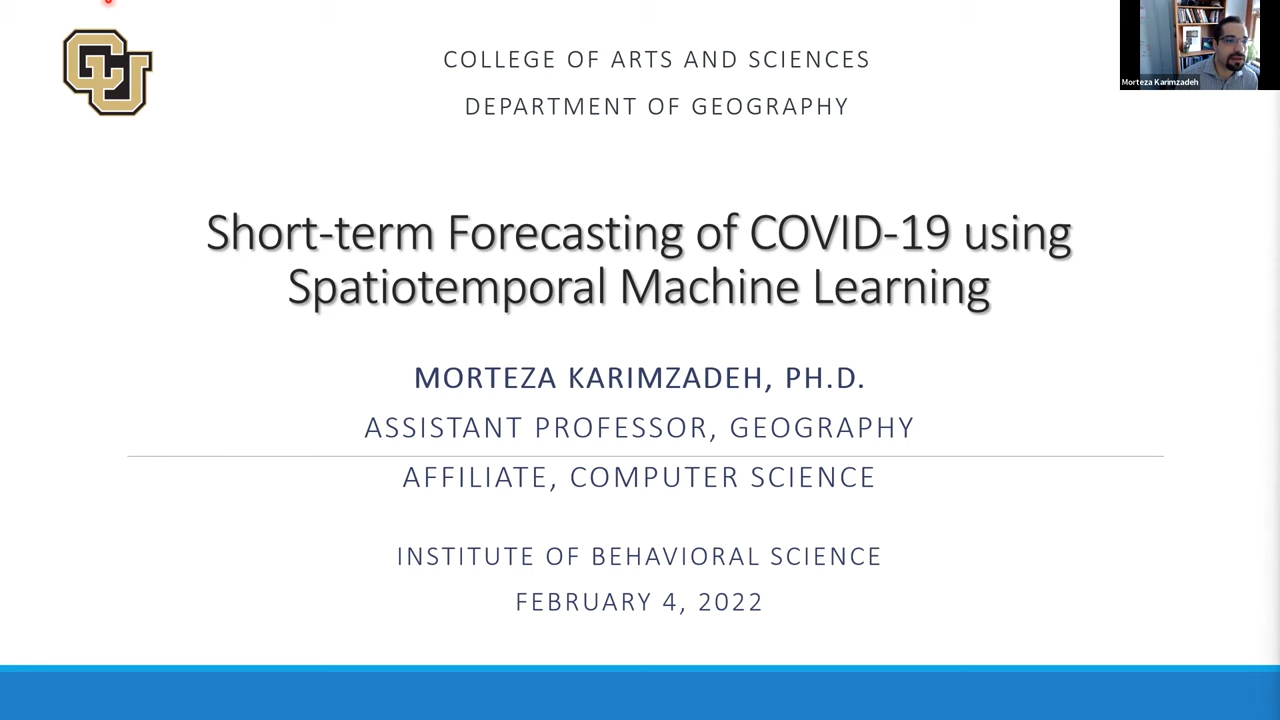 CU
COLLEGE OF ARTS AND SCIENCES
DEPARTMENT OF GEOGRAPHY
Morteza Karimzadeh
Short-term Forecasting of COVID-19 using
Spatiotemporal Machine Learning
MORTEZA KARIMZADEH, PH.D.
ASSISTANT PROFESSOR, GEOGRAPHY
AFFILIATE, COMPUTER SCIENCE
INSTITUTE OF BEHAVIORAL SCIENCE
FEBRUARY 4, 2022